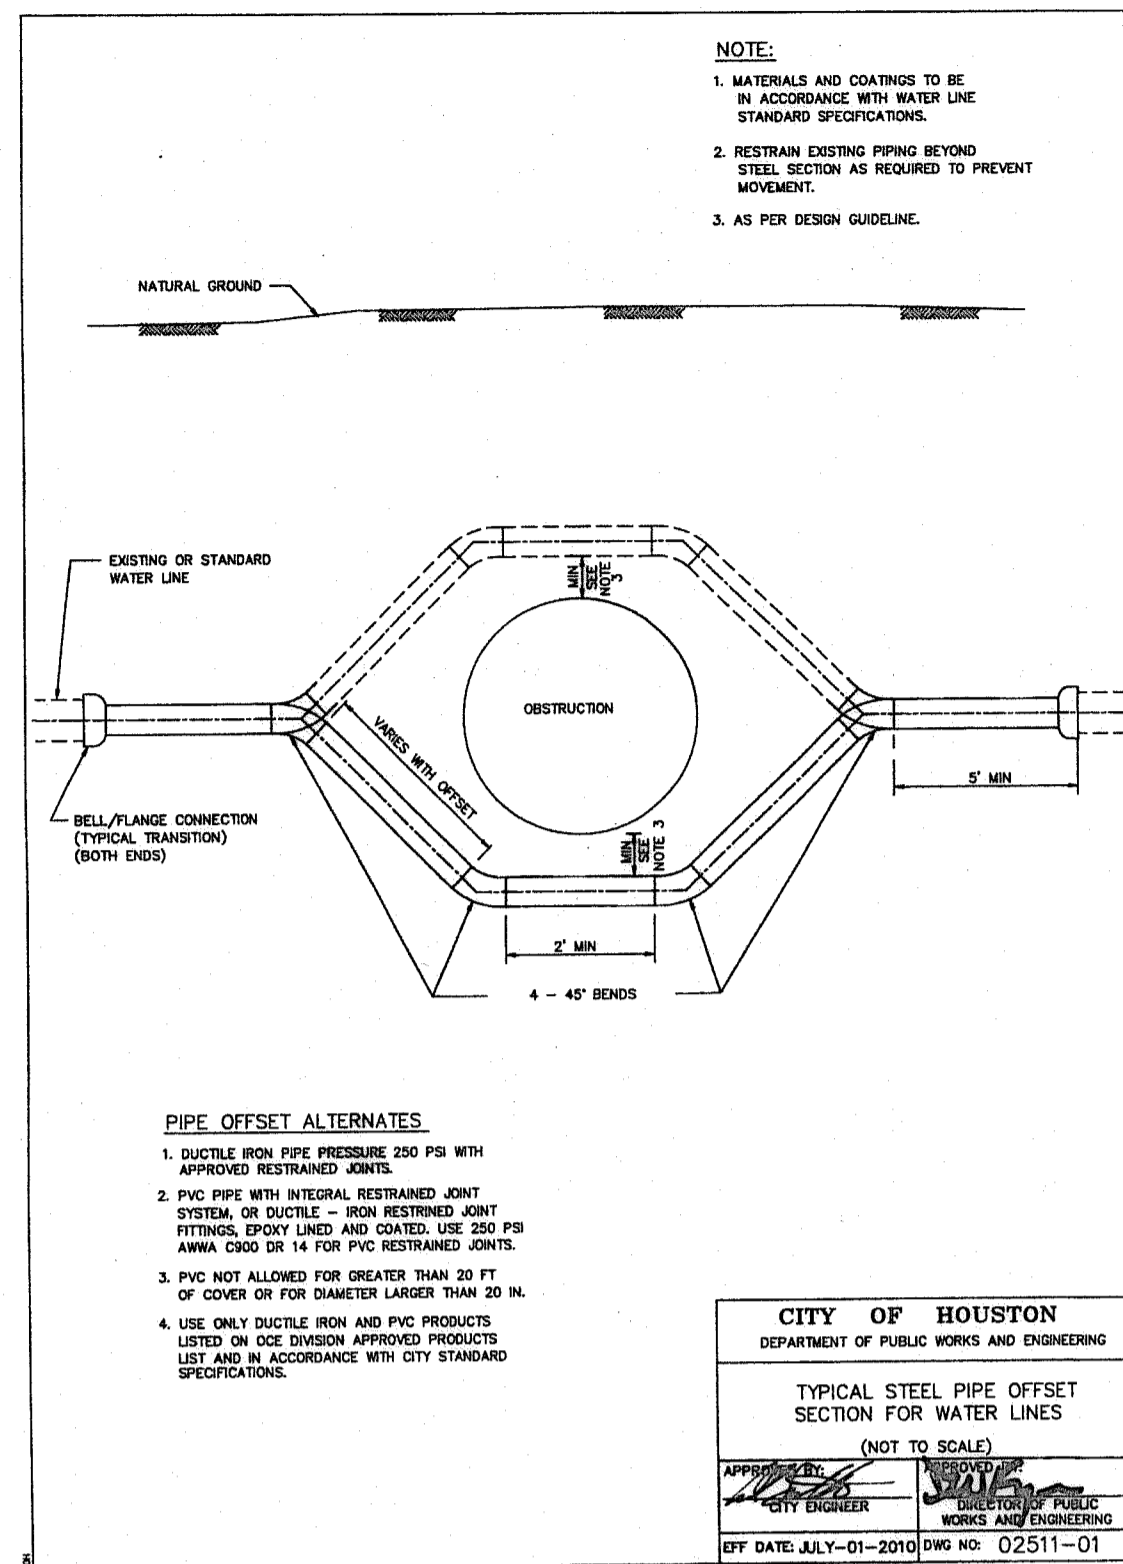 NOTE:
1. MATERIALS AND COATINGS TO BE
IN ACCORDANCE WITH WATER LINE
STANDARD SPECIFICATIONS.
2. RESTRAIN EXISTING PIPING BEYOND
STEEL SECTION AS REQUIRED TO PREVENT
MOVEMENT.
3. AS PER DESIGN GUIDELINE.
NATURAL GROUND
EXISTING OR STANDARD
WATER LINE
MIN
SEE
NOTE
3
OBSTRUCTION
VARIES WITH OFFSET
5' MIN
BELL/FLANGE CONNECTION
(TYPICAL TRANSITION)
(BOTH ENDS)
MIN
SEE
NOTE 3
2' MIN
4 - 45° BENDS
PIPE OFFSET ALTERNATES
1. DUCTILE IRON PIPE PRESSURE 250 PSI WITH
APPROVED RESTRAINED JOINTS.
2. PVC PIPE WITH INTEGRAL RESTRAINED JOINT
SYSTEM, OR DUCTILE - IRON RESTRINED JOINT
FITTINGS, EPOXY LINED AND COATED. USE 250 PSI
AWWA C900 DR 14 FOR PVC RESTRAINED JOINTS.
3. PVC NOT ALLOWED FOR GREATER THAN 20 FT
OF COVER OR FOR DIAMETER LARGER THAN 20 IN.
4. USE ONLY DUCTILE IRON AND PVC PRODUCTS
LISTED ON OCE DIVISION APPROVED PRODUCTS
LIST AND IN ACCORDANCE WITH CITY STANDARD
SPECIFICATIONS.
CITY OF HOUSTON
DEPARTMENT OF PUBLIC WORKS AND ENGINEERING
TYPICAL STEEL PIPE OFFSET
SECTION FOR WATER LINES
(NOT TO SCALE)
APPROVED BY:
CITY ENGINEER
APPROVED BY:
DIRECTOR OF PUBLIC
WORKS AND ENGINEERING
EFF DATE: JULY-01-2010
DWG NO: 02511-01